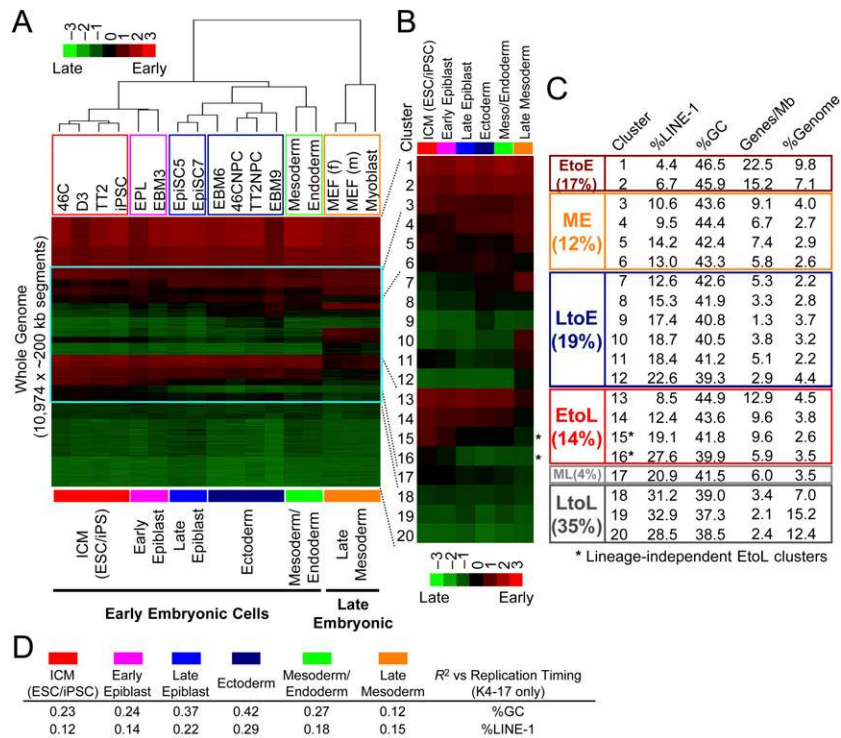 A
−3 −2 −1 0 1 2 3
Late Early
46C D3 TT2 iPSC EPL EBM3 EpiSC5 EpiSC7 EBM6 46CNPC TT2NPC EBM9 Mesoderm Endoderm MEF (f) MEF (m) Myoblast
Whole Genome
(10,974 x ~200 kb segments)
ICM (ESC/iPS)
Early Epiblast
Late Epiblast
Ectoderm
Mesoderm/ Endoderm
Late Mesoderm
Early Embryonic Cells
Late Embryonic
B
Cluster
ICM (ESC/iPSC)
Early Epiblast
Late Epiblast
Ectoderm
Meso/Endoderm
Late Mesoderm
1
2
3
4
5
6
7
8
9
10
11
12
13
14
15 *
16 *
17
18
19
20
−3 −2 −1 0 1 2 3
Late Early
C
Cluster %LINE-1 %GC Genes/Mb %Genome
EtoE (17%)
1 4.4 46.5 22.5 9.8
2 6.7 45.9 15.2 7.1
ME (12%)
3 10.6 43.6 9.1 4.0
4 9.5 44.4 6.7 2.7
5 14.2 42.4 7.4 2.9
6 13.0 43.3 5.8 2.6
LtoE (19%)
7 12.6 42.6 5.3 2.2
8 15.3 41.9 3.3 2.8
9 17.4 40.8 1.3 3.7
10 18.7 40.5 3.8 3.2
11 18.4 41.2 5.1 2.2
12 22.6 39.3 2.9 4.4
EtoL (14%)
13 8.5 44.9 12.9 4.5
14 12.4 43.6 9.6 3.8
15* 19.1 41.8 9.6 2.6
16* 27.6 39.9 5.9 3.5
ML(4%) 17 20.9 41.5 6.0 3.5
LtoL (35%)
18 31.2 39.0 3.4 7.0
19 32.9 37.3 2.1 15.2
20 28.5 38.5 2.4 12.4
* Lineage-independent EtoL clusters
D
ICM (ESC/iPSC) Early Epiblast Late Epiblast Ectoderm Mesoderm/ Endoderm Late Mesoderm R² vs Replication Timing (K4-17 only)
0.23 0.24 0.37 0.42 0.27 0.12 %GC
0.12 0.14 0.22 0.29 0.18 0.15 %LINE-1